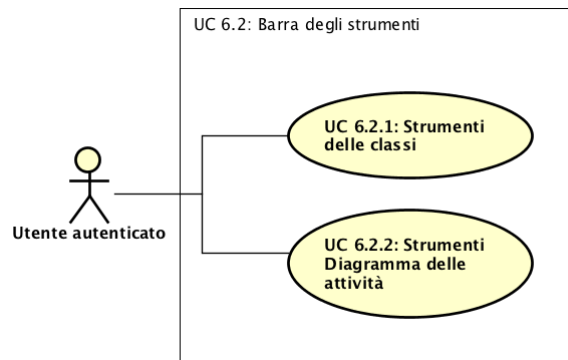 UC 6.2: Barra degli strumenti
UC 6.2.1: Strumenti
delle classi
Utente autenticato
UC 6.2.2: Strumenti
Diagramma delle
attività